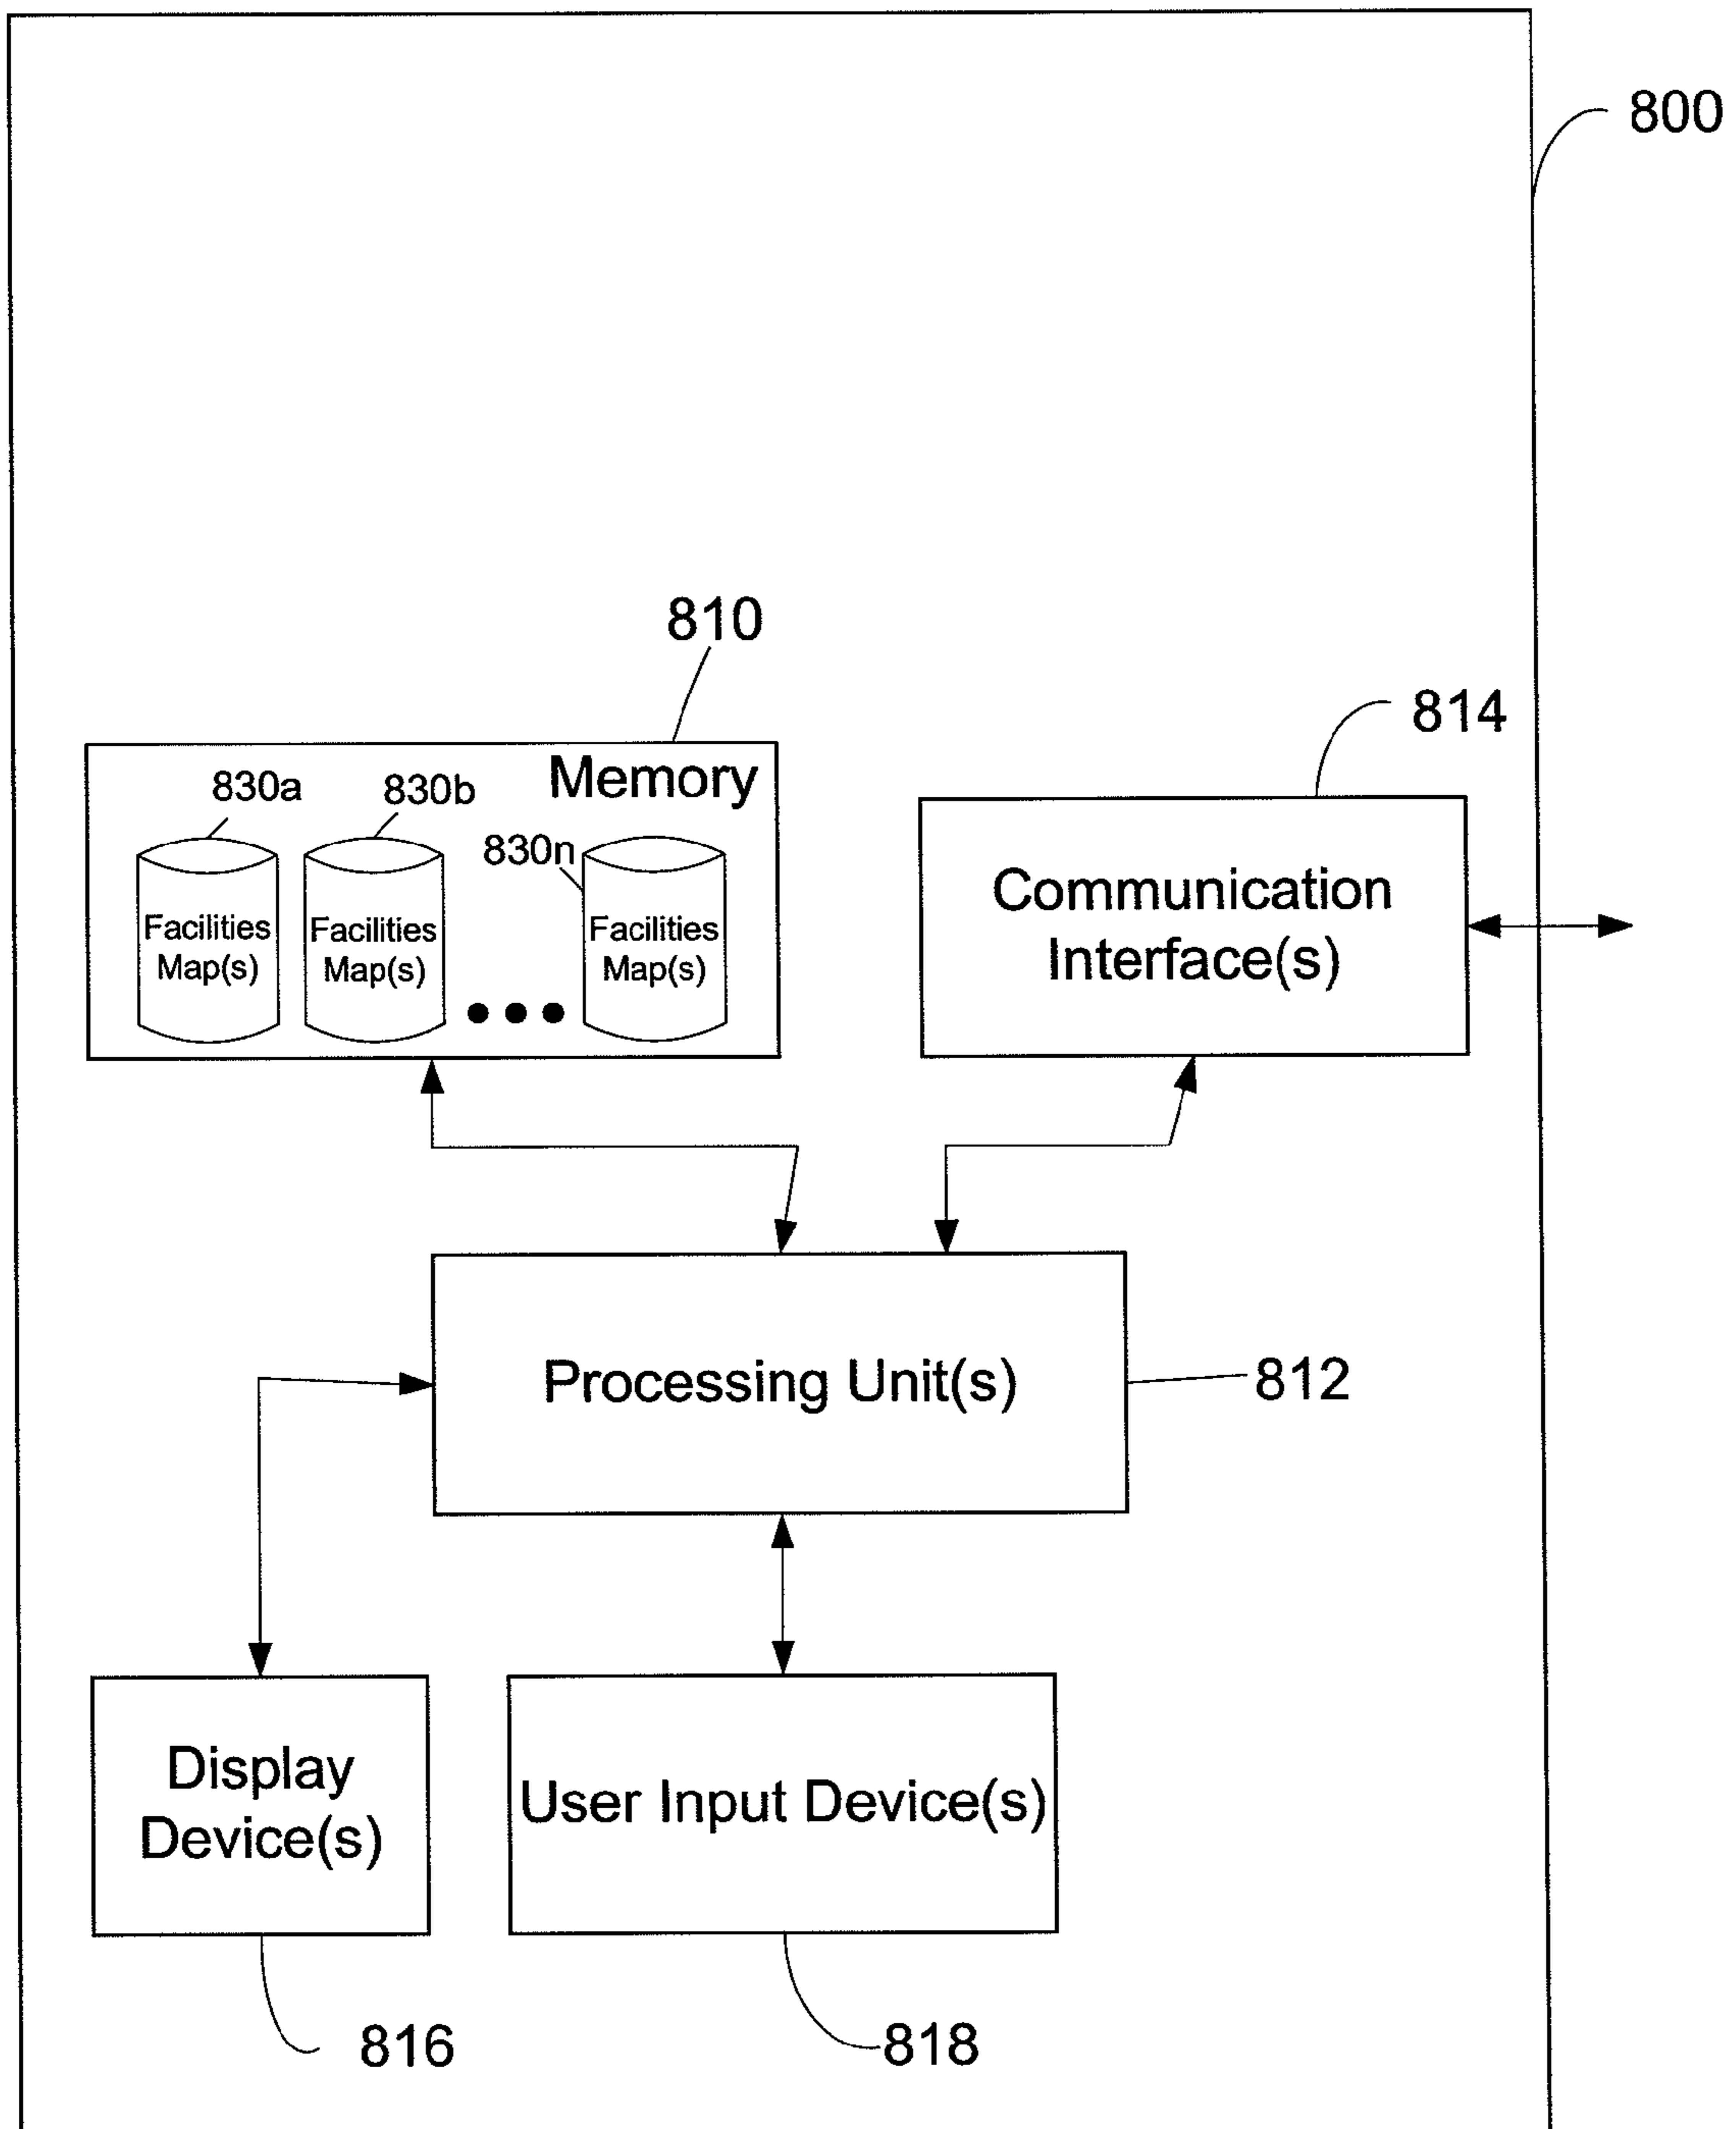 800
810
814
Memory
830a
830b
830n
Facilities
Map(s)
Facilities
Map(s)
Facilities
Map(s)
Communication
Interface(s)
Processing Unit(s)
812
Display
Device(s)
User Input Device(s)
816
818